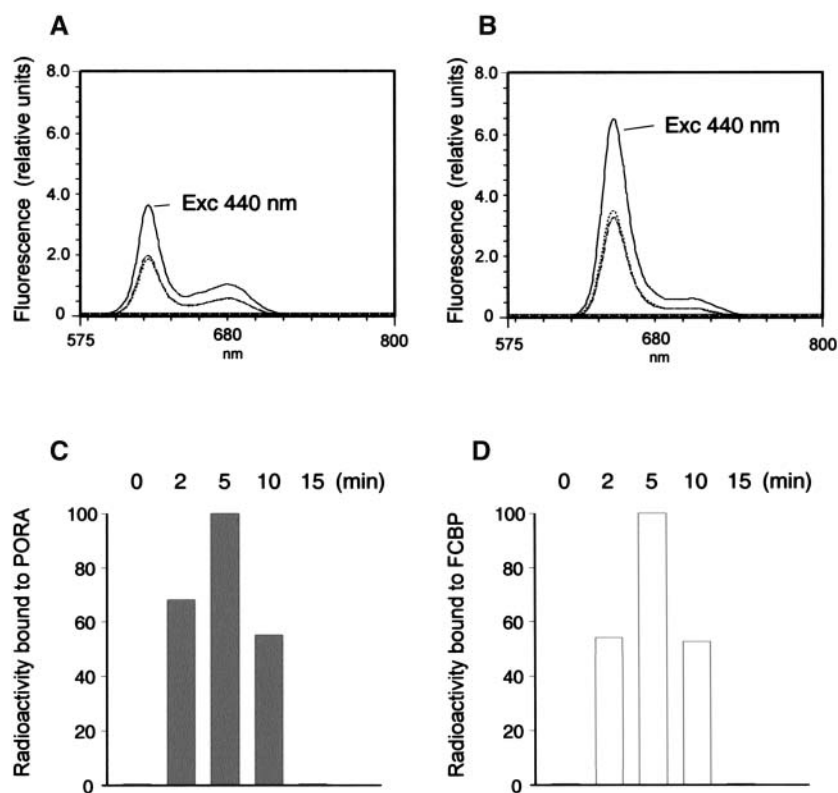 A
Fluorescence (relative units)
8.0
6.0
4.0
2.0
0
Exc 440 nm
575
680
800
nm
B
Fluorescence (relative units)
8.0
6.0
4.0
2.0
0
Exc 440 nm
575
680
800
nm
C
0 2 5 10 15 (min)
Radioactivity bound to PORA
100
80
60
40
20
0
D
0 2 5 10 15 (min)
Radioactivity bound to FCBP
100
80
60
40
20
0